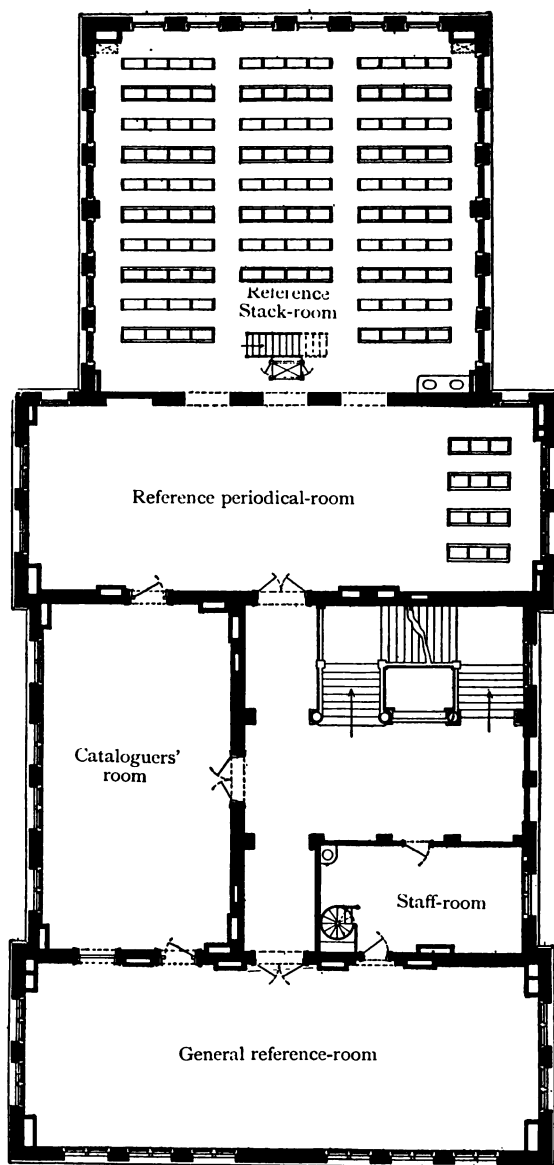 Reference
Stack-room
Reference periodical-room
Cataloguers'
room
Staff-room
General reference-room